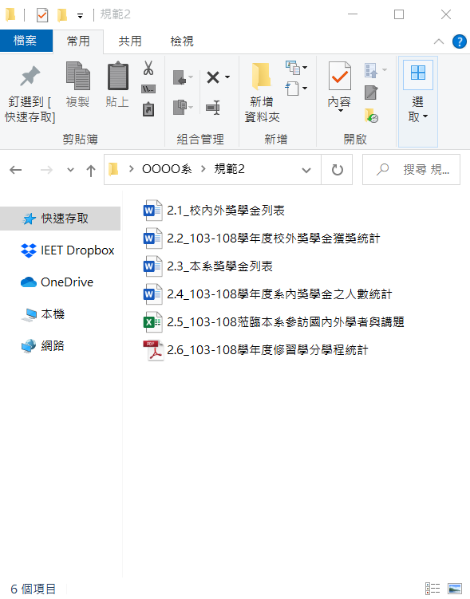 規範2
檔案 常用 共用 檢視
釘選到 [
快速存取]
複製
貼上
新增
資料夾
內容
選
取
剪貼簿 組合管理 新增 開啟
OOOO系 規範2
搜尋 規...
快速存取
IEET Dropbox
OneDrive
本機
網路
2.1_校內外獎學金列表
2.2_103-108學年度校外獎學金獲獎統計
2.3_本系獎學金列表
2.4_103-108學年度系內獎學金之人數統計
2.5_103-108蒞臨本系參訪國內外學者與講題
2.6_103-108學年度修習學分學程統計
6 個項目